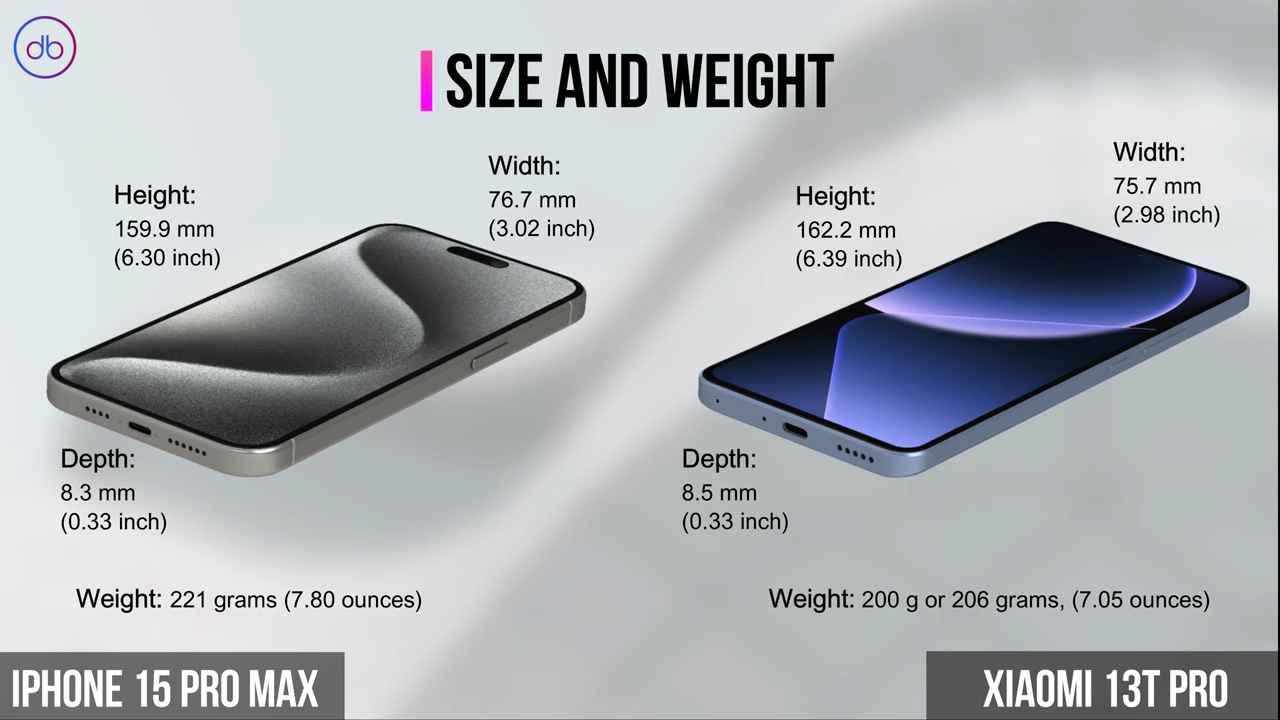 db
SIZE AND WEIGHT
Height:
159.9 mm
(6.30 inch)
Width:
76.7 mm
(3.02 inch)
Depth:
8.3 mm
(0.33 inch)
Weight: 221 grams (7.80 ounces)
IPHONE 15 PRO MAX
Height:
162.2 mm
(6.39 inch)
Width:
75.7 mm
(2.98 inch)
Depth:
8.5 mm
(0.33 inch)
Weight: 200 g or 206 grams, (7.05 ounces)
XIAOMI 13T PRO